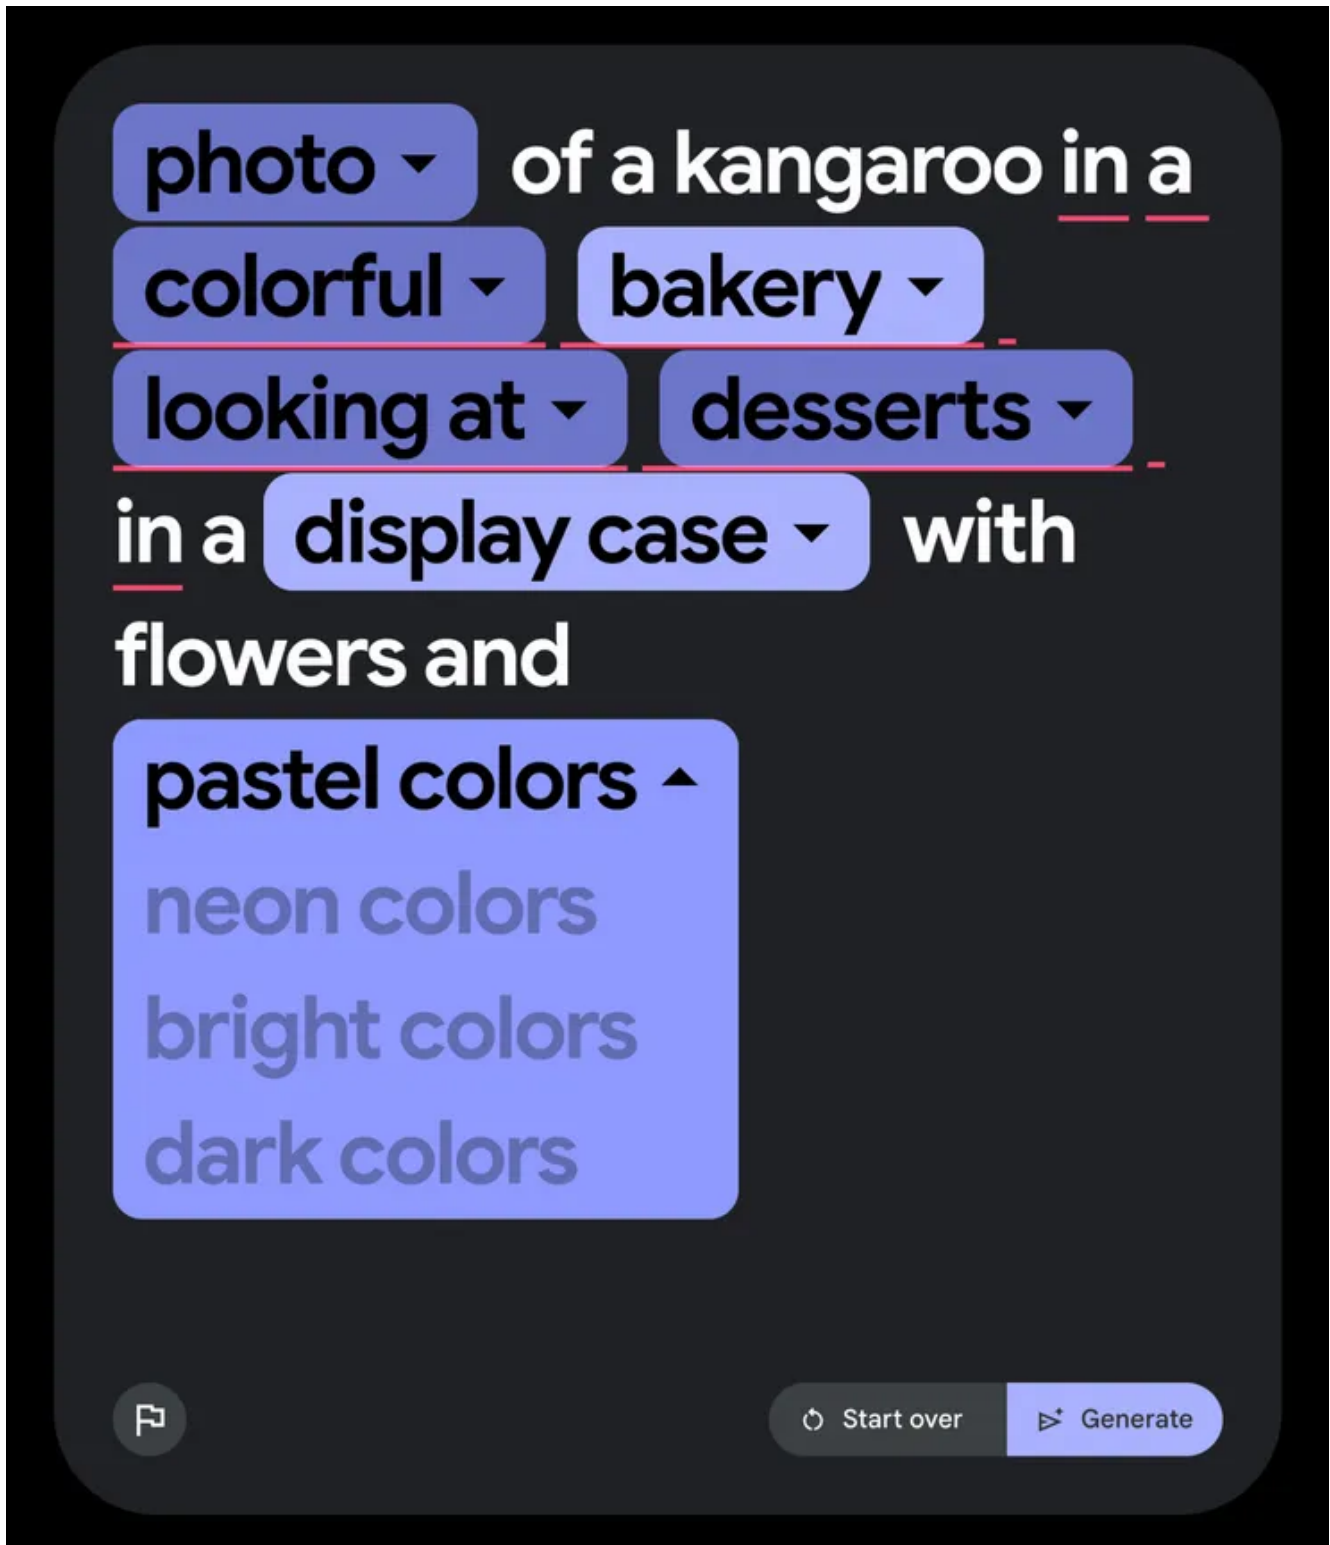 photo of a kangaroo in a
colorful bakery
looking at desserts
in a display case with
flowers and
pastel colors
neon colors
bright colors
dark colors
Start over Generate